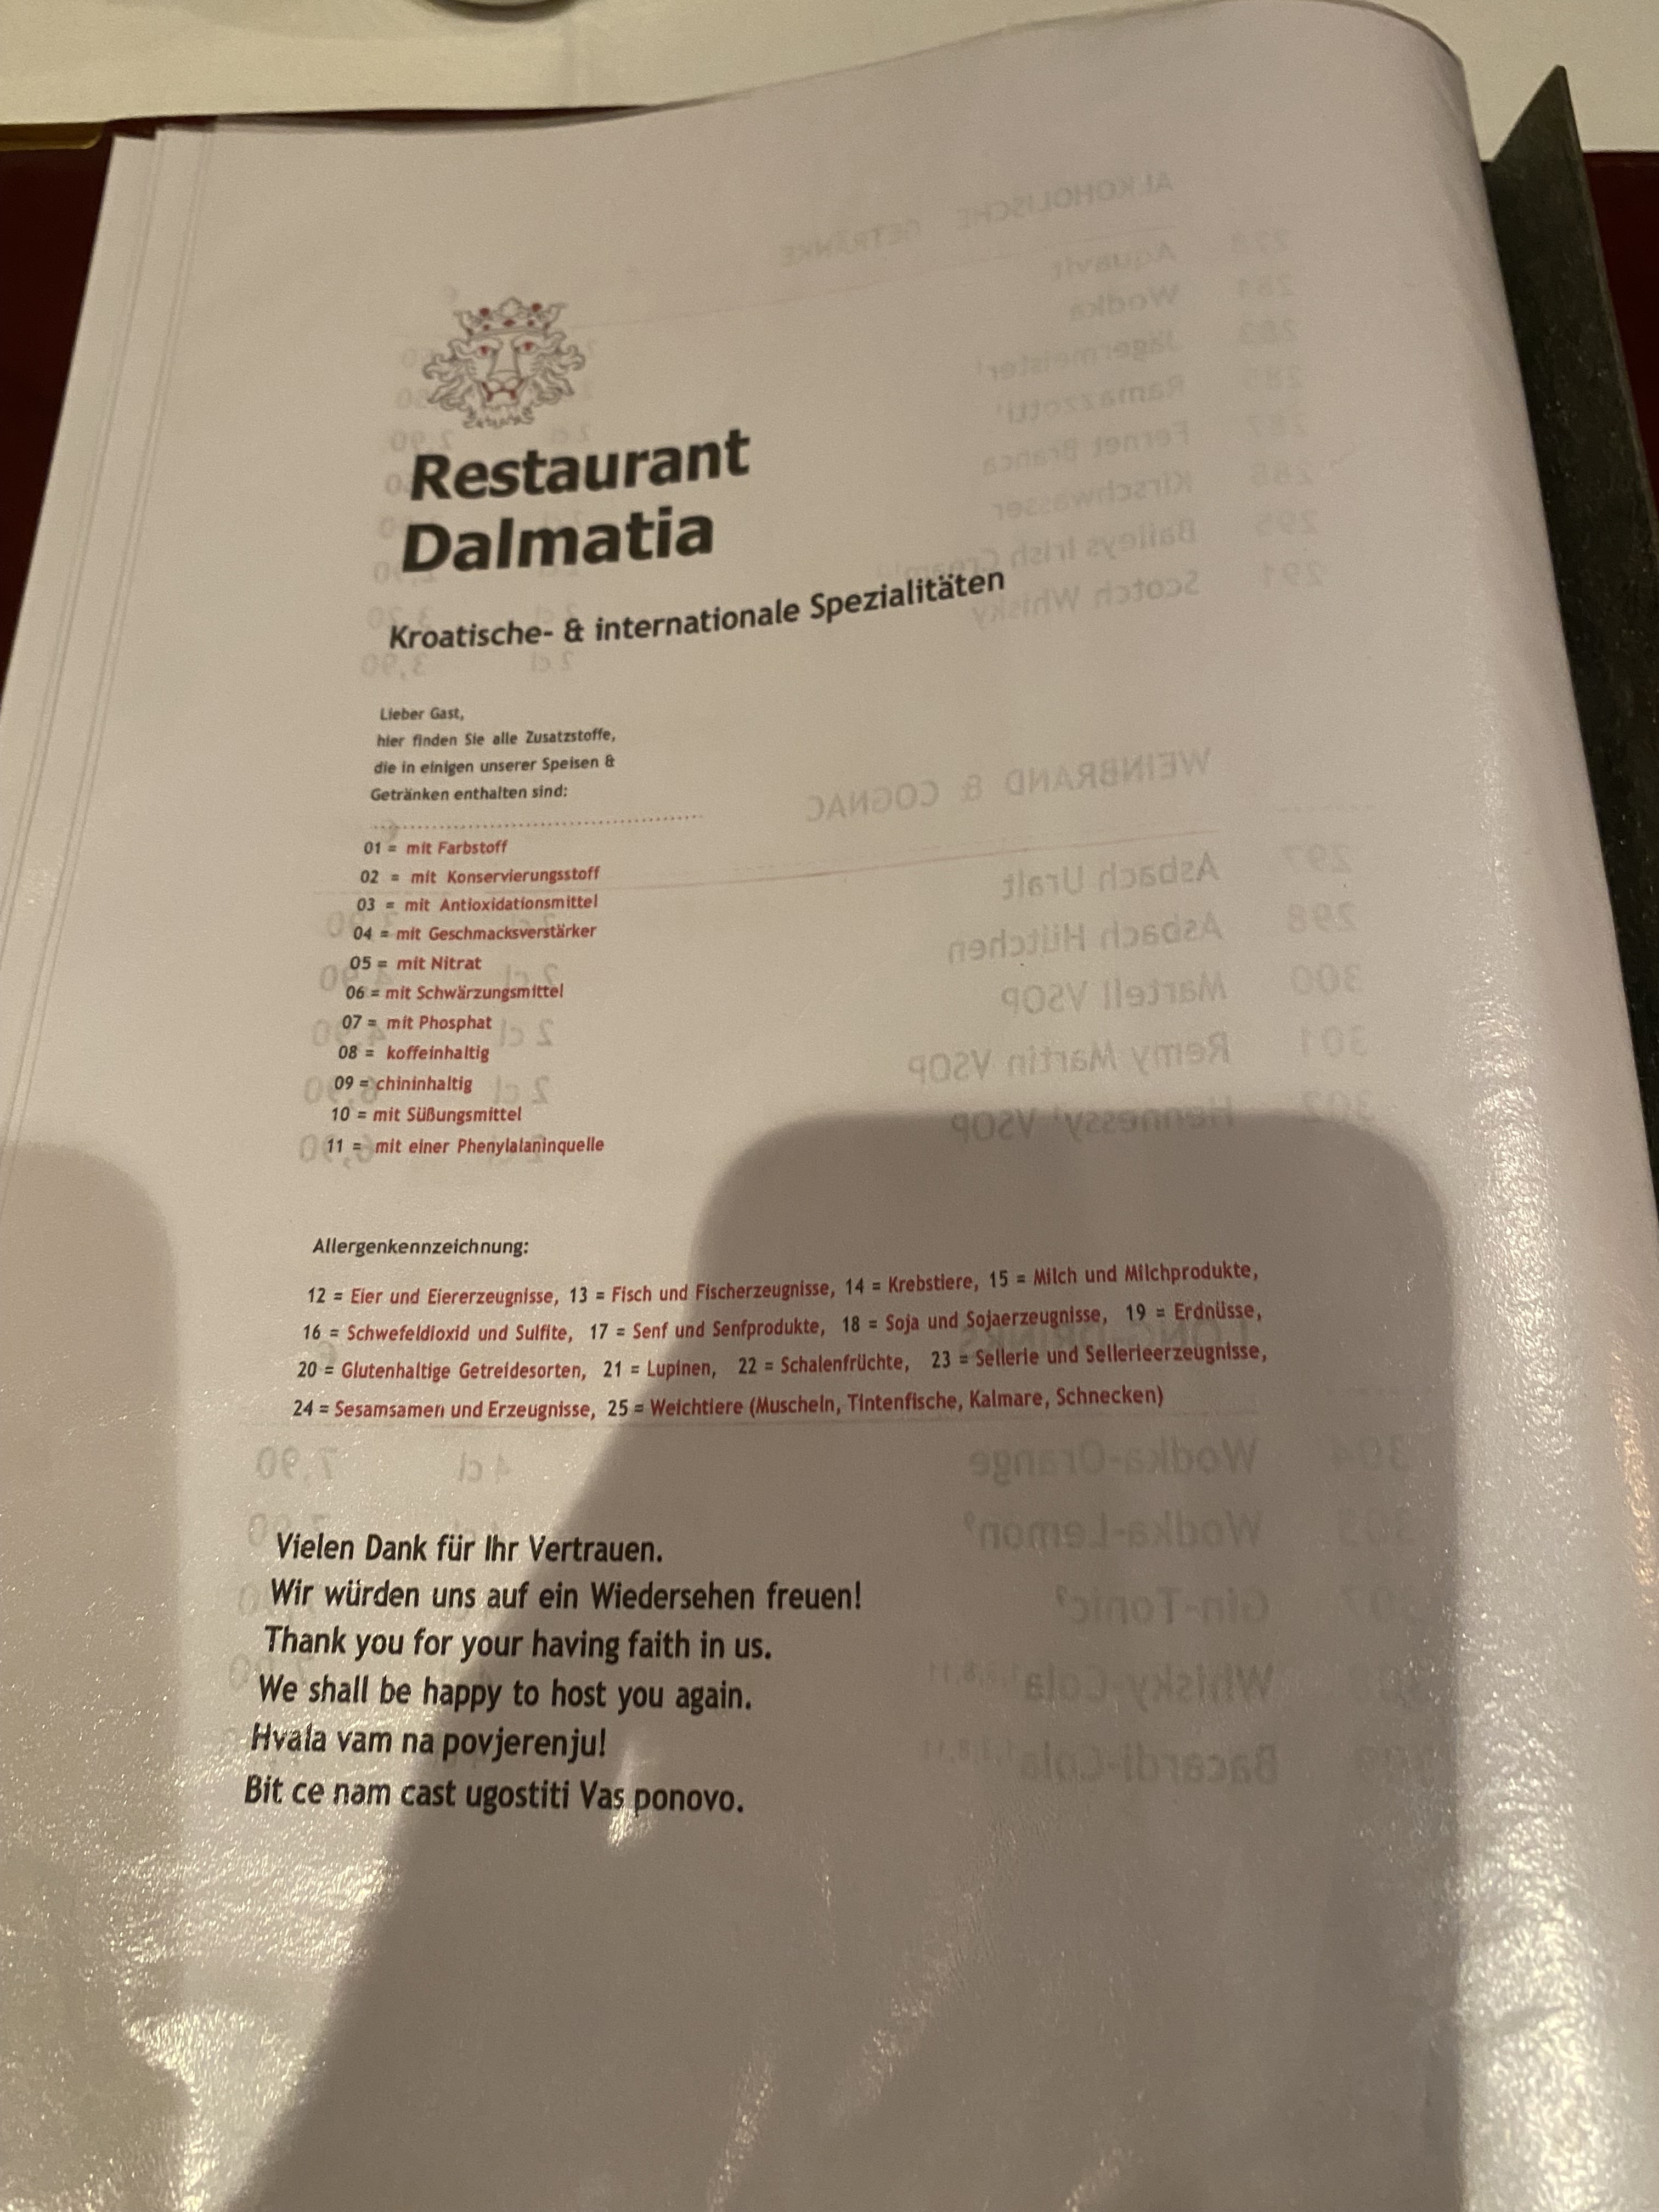 Restaurant
Dalmatia
Kroatische- & internationale Spezialitäten
Lieber Gast,
hier finden Sie alle Zusatzstoffe,
die in einigen unserer Speisen &
Getränken enthalten sind:
01 = mit Farbstoff
02 = mit Konservierungsstoff
03 = mit Antioxidationsmittel
04 = mit Geschmacksverstärker
05 = mit Nitrat
06 = mit Schwärzungsmittel
07 = mit Phosphat
08 = koffeinhaltig
09 = chininhaltig
10 = mit Süßungsmittel
11 = mit einer Phenylalaninquelle
Allergenkennzeichnung:
12 = Eier und Eiererzeugnisse, 13 = Fisch und Fischerzeugnisse, 14 = Krebstiere, 15 = Milch und Milchprodukte,
16 = Schwefeldioxid und Sulfite, 17 = Senf und Senfprodukte, 18 = Soja und Sojaerzeugnisse, 19 = Erdnüsse,
20 = Glutenhaltige Getreidesorten, 21 = Lupinen, 22 = Schalenfrüchte, 23 = Sellerie und Sellerieerzeugnisse,
24 = Sesamsamen und Erzeugnisse, 25 = Weichtiere (Muscheln, Tintenfische, Kalmare, Schnecken)
Vielen Dank für Ihr Vertrauen.
Wir würden uns auf ein Wiedersehen freuen!
Thank you for your having faith in us.
We shall be happy to host you again.
Hvala vam na povjerenju!
Bit ce nam cast ugostiti Vas ponovo.